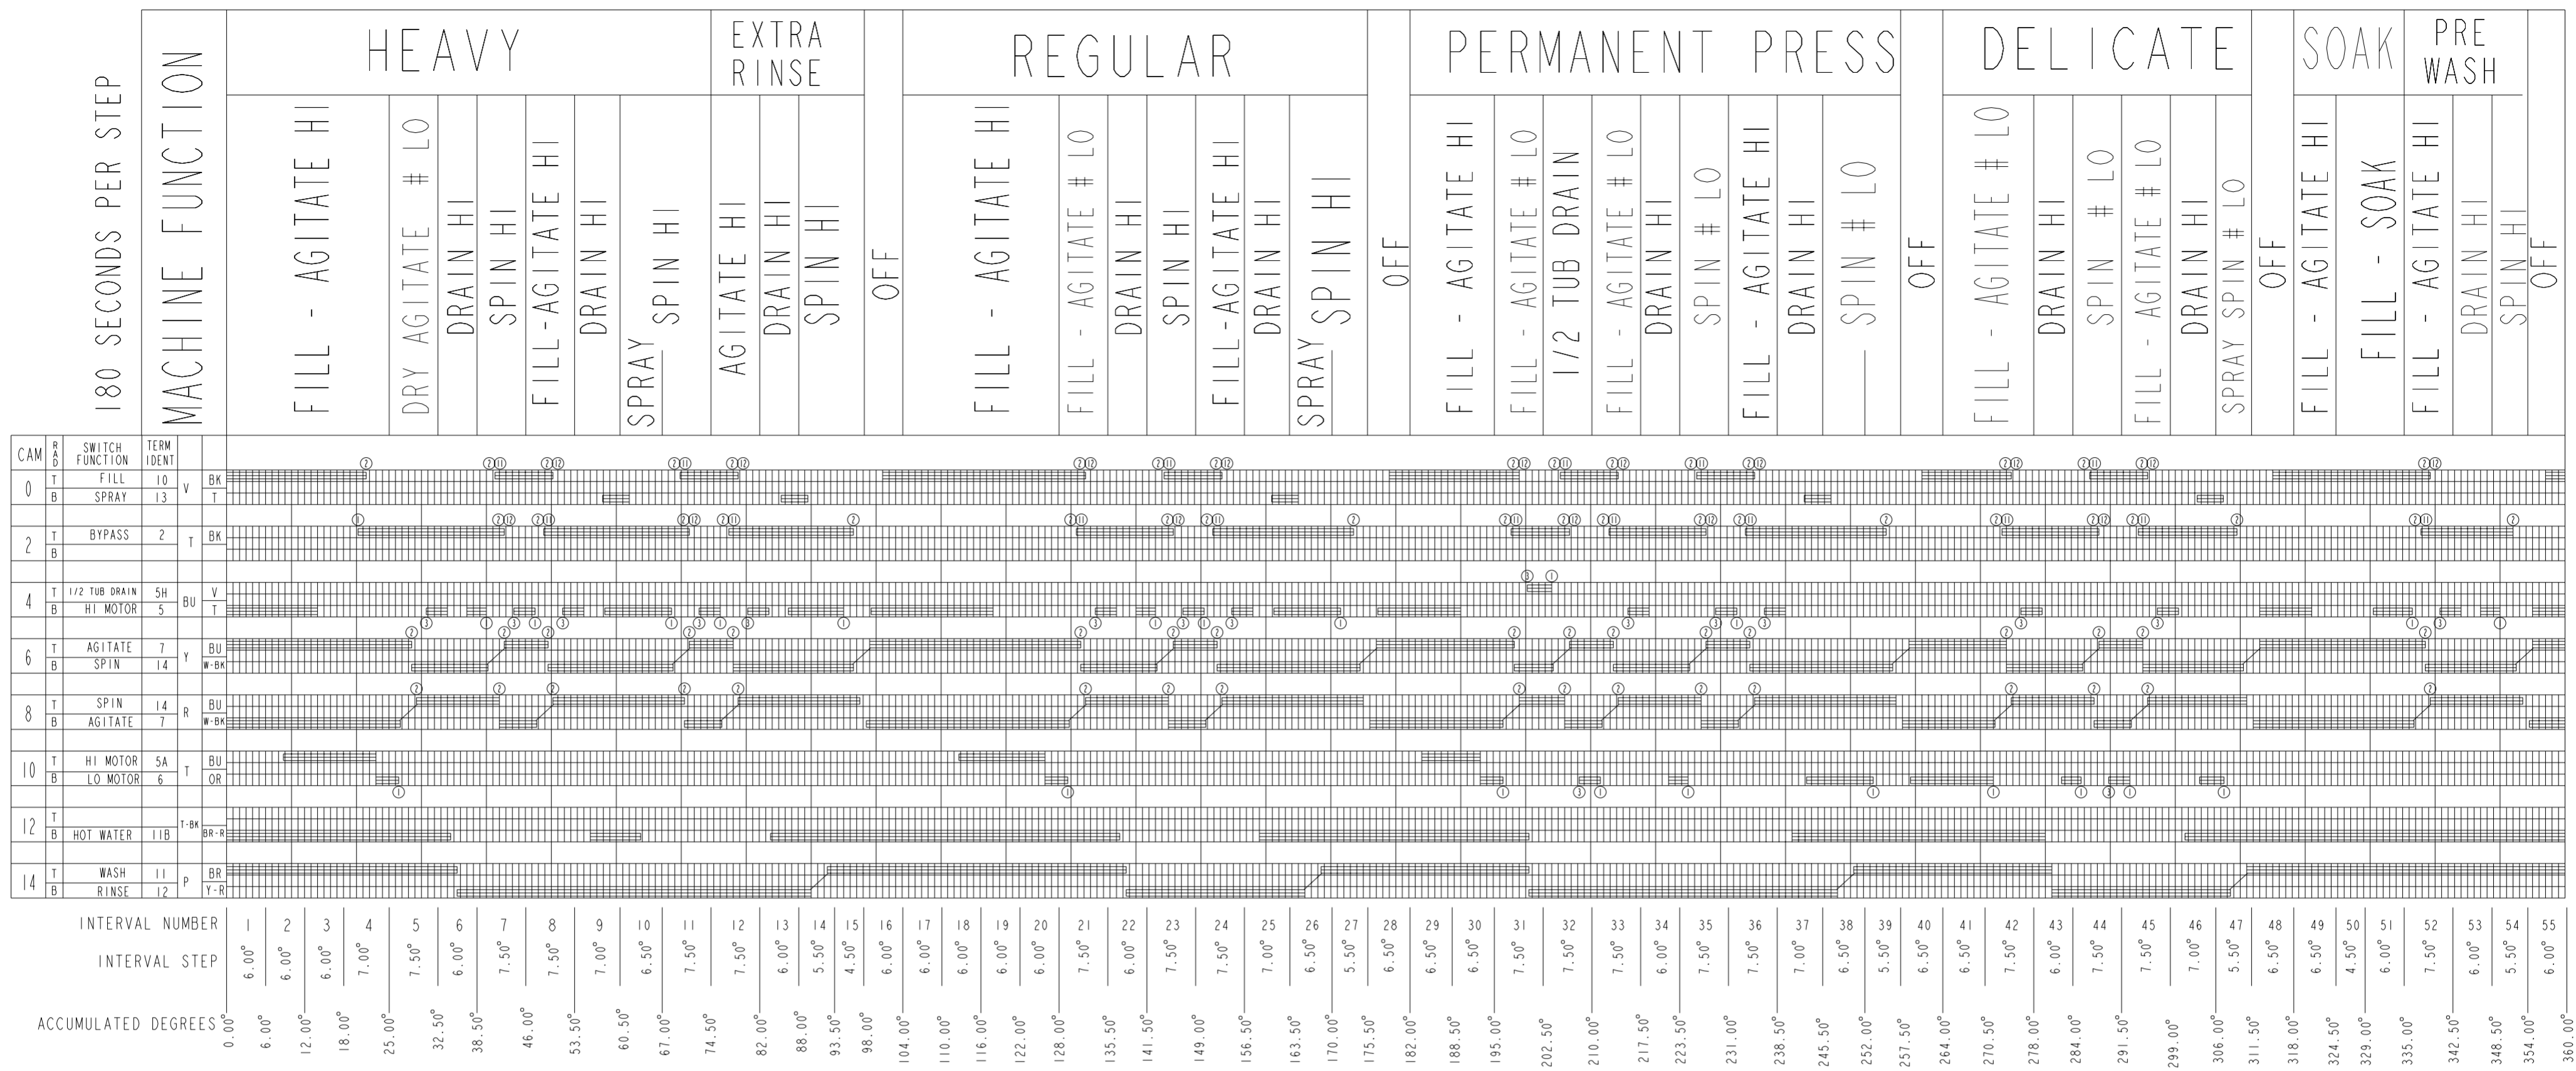 HEAVY
EXTRA RINSE
REGULAR
PERMANENT PRESS
DELICATE
SOAK
PRE WASH
180 SECONDS PER STEP
MACHINE FUNCTION
FILL - AGITATE HI
DRY AGITATE # LO
DRAIN HI
SPIN HI
FILL-AGITATE HI
DRAIN HI
SPRAY
SPIN HI
AGITATE HI
DRAIN HI
SPIN HI
OFF
FILL - AGITATE HI
FILL - AGITATE # LO
DRAIN HI
SPIN HI
FILL-AGITATE HI
DRAIN HI
SPRAY
SPIN HI
OFF
FILL - AGITATE HI
FILL - AGITATE # LO
1/2 TUB DRAIN
FILL - AGITATE # LO
DRAIN HI
SPIN # LO
FILL - AGITATE HI
DRAIN HI
SPIN # LO
OFF
FILL - AGITATE # LO
DRAIN HI
SPIN # LO
FILL - AGITATE # LO
DRAIN HI
SPRAY SPIN # LO
OFF
FILL - AGITATE HI
FILL - SOAK
FILL - AGITATE HI
DRAIN HI
SPIN HI
OFF
CAM RAD SWITCH FUNCTION TERM IDENT
0 T FILL 10 V BK
B SPRAY 13 T
2 T BYPASS 2 T BK
B
4 T 1/2 TUB DRAIN 5H BU V
B HI MOTOR 5 T
6 T AGITATE 7 Y BU
B SPIN 14 W-BK
8 T SPIN 14 R BU
B AGITATE 7 W-BK
10 T HI MOTOR 5A T BU
B LO MOTOR 6 OR
12 T T-BK
B HOT WATER 11B BR-R
14 T WASH 11 P BR
B RINSE 12 Y-R
INTERVAL NUMBER 1 2 3 4 5 6 7 8 9 10 11 12 13 14 15 16 17 18 19 20 21 22 23 24 25 26 27 28 29 30 31 32 33 34 35 36 37 38 39 40 41 42 43 44 45 46 47 48 49 50 51 52 53 54 55
INTERVAL STEP 6.00° 6.00° 6.00° 7.00° 7.50° 6.00° 7.50° 7.50° 7.00° 6.50° 7.50° 7.50° 6.00° 5.50° 4.50° 6.00° 6.00° 6.00° 6.00° 6.00° 7.50° 6.00° 7.50° 7.50° 7.00° 6.50° 5.50° 6.50° 6.50° 6.50° 7.50° 7.50° 7.50° 6.00° 7.50° 7.50° 7.00° 6.50° 5.50° 6.50° 6.50° 7.50° 6.00° 7.50° 7.50° 7.00° 5.50° 6.50° 6.50° 4.50° 6.00° 7.50° 6.00° 5.50° 6.00°
ACCUMULATED DEGREES 0.00° 6.00° 12.00° 18.00° 25.00° 32.50° 38.50° 46.00° 53.50° 60.50° 67.00° 74.50° 82.00° 88.00° 93.50° 98.00° 104.00° 110.00° 116.00° 122.00° 128.00° 135.50° 141.50° 149.00° 156.50° 163.50° 170.00° 175.50° 182.00° 188.50° 195.00° 202.50° 210.00° 217.50° 223.50° 231.00° 238.50° 245.50° 252.00° 257.50° 264.00° 270.50° 278.00° 284.00° 291.50° 299.00° 306.00° 311.50° 318.00° 324.50° 329.00° 335.00° 342.50° 348.50° 354.00° 360.00°